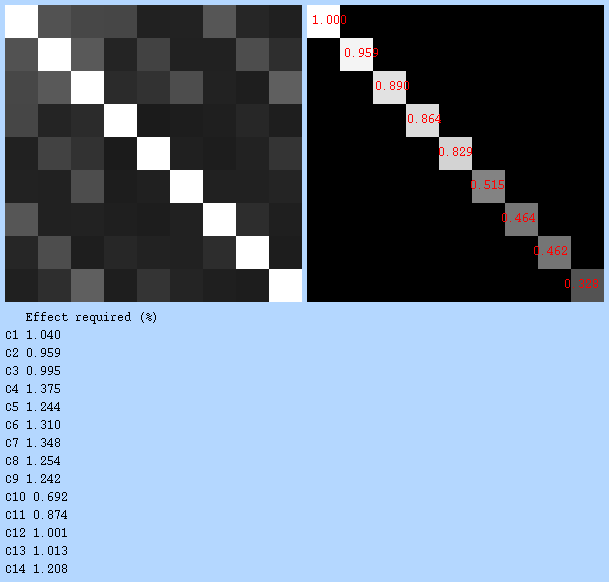 1.000
0.959
0.890
0.864
0.829
0.515
0.464
0.462
Effect required (%)
C1 1.040
C2 0.959
C3 0.995
C4 1.375
C5 1.244
C6 1.310
C7 1.348
C8 1.254
C9 1.242
C10 0.692
C11 0.874
C12 1.001
C13 1.013
C14 1.208